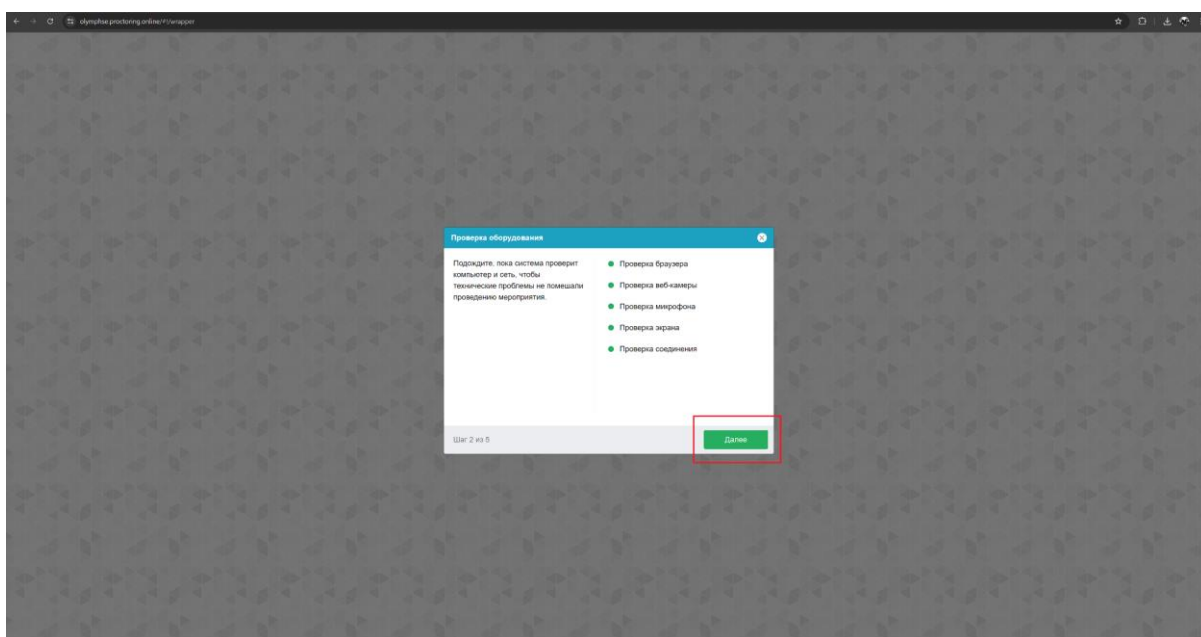 olymphse.proctoring.online/#!/wrapper
Проверка оборудования
Подождите, пока система проверит
компьютер и сеть, чтобы
технические проблемы не помешали
проведению мероприятия.
Проверка браузера
Проверка веб-камеры
Проверка микрофона
Проверка экрана
Проверка соединения
Шаг 2 из 5
Далее